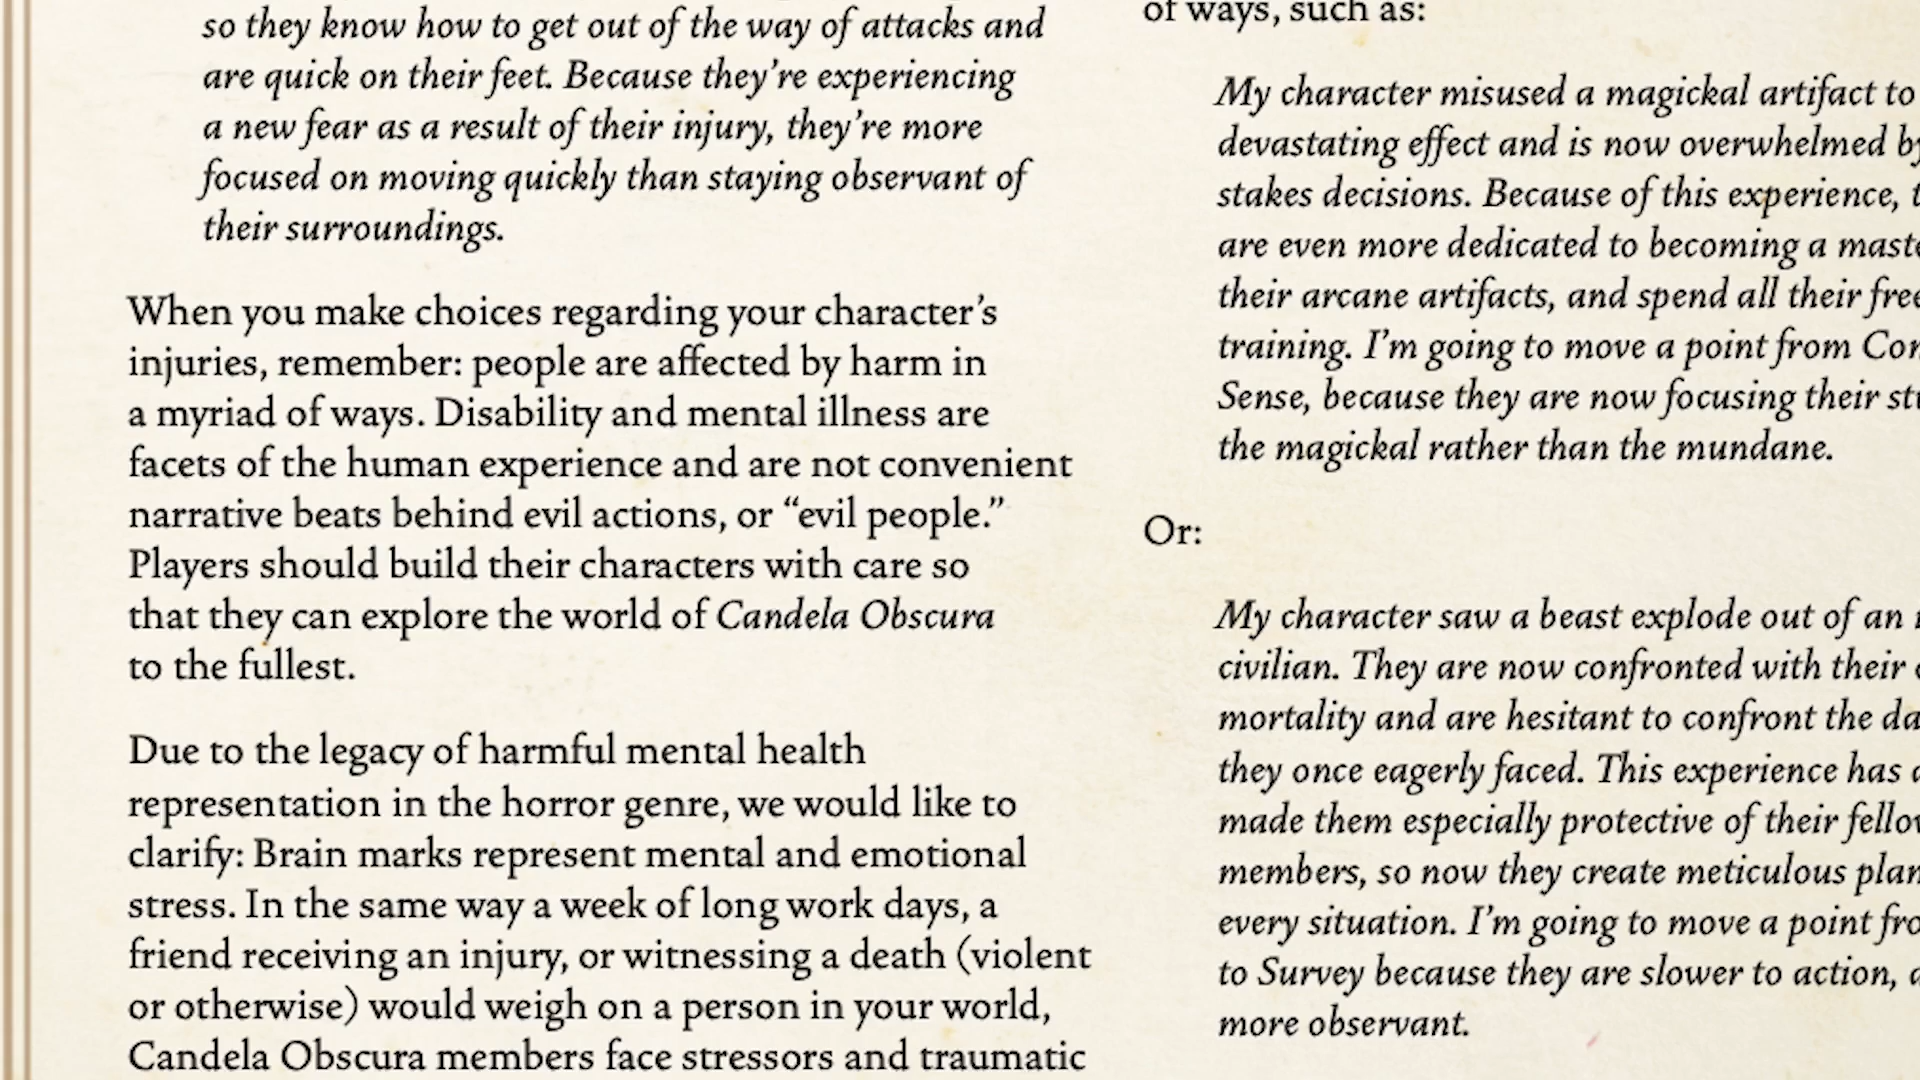 so they know how to get out of the way of attacks and
are quick on their feet. Because they’re experiencing
a new fear as a result of their injury, they’re more
focused on moving quickly than staying observant of
their surroundings.
When you make choices regarding your character’s
injuries, remember: people are affected by harm in
a myriad of ways. Disability and mental illness are
facets of the human experience and are not convenient
narrative beats behind evil actions, or “evil people.”
Players should build their characters with care so
that they can explore the world of Candela Obscura
to the fullest.
Due to the legacy of harmful mental health
representation in the horror genre, we would like to
clarify: Brain marks represent mental and emotional
stress. In the same way a week of long work days, a
friend receiving an injury, or witnessing a death (violent
or otherwise) would weigh on a person in your world,
Candela Obscura members face stressors and traumatic
of ways, such as:
My character misused a magickal artifact to
devastating effect and is now overwhelmed
stakes decisions. Because of this experience,
are even more dedicated to becoming a
their arcane artifacts, and spend all their
training. I’m going to move a point from
Sense, because they are now focusing their
the magickal rather than the mundane.
Or:
My character saw a beast explode out of an
civilian. They are now confronted with their
mortality and are hesitant to confront the
they once eagerly faced. This experience has
made them especially protective of their
members, so now they create meticulous
every situation. I’m going to move a point
to Survey because they are slower to action,
more observant.